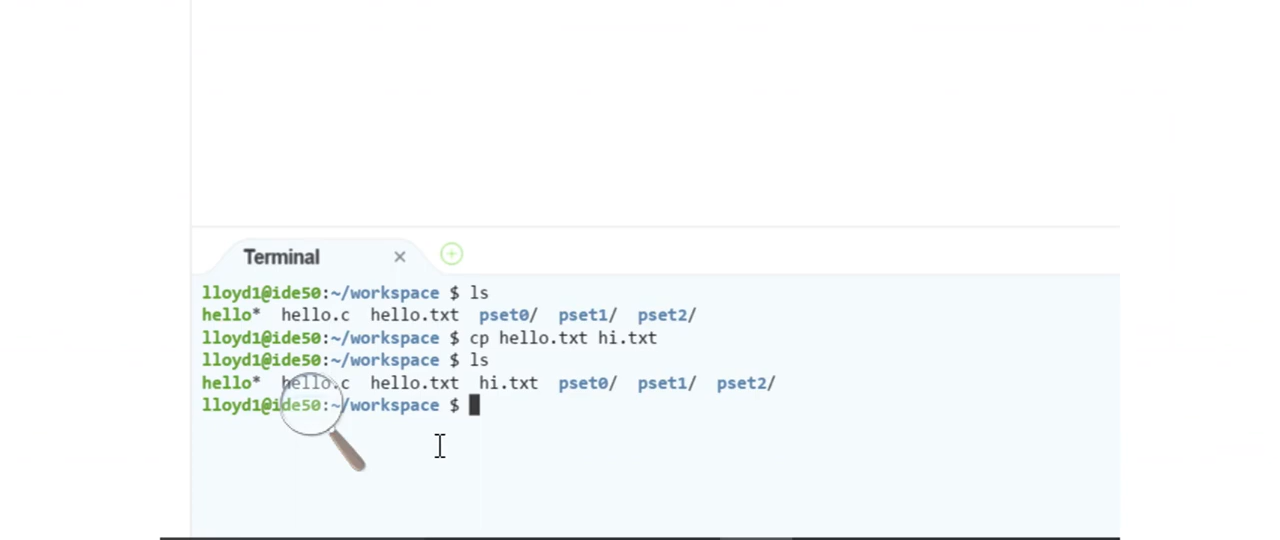 Terminal
lloyd1@ide50:~/workspace $ ls
hello* hello.c hello.txt pset0/ pset1/ pset2/
lloyd1@ide50:~/workspace $ cp hello.txt hi.txt
lloyd1@ide50:~/workspace $ ls
hello* hello.c hello.txt hi.txt pset0/ pset1/ pset2/
lloyd1@ide50:~/workspace $